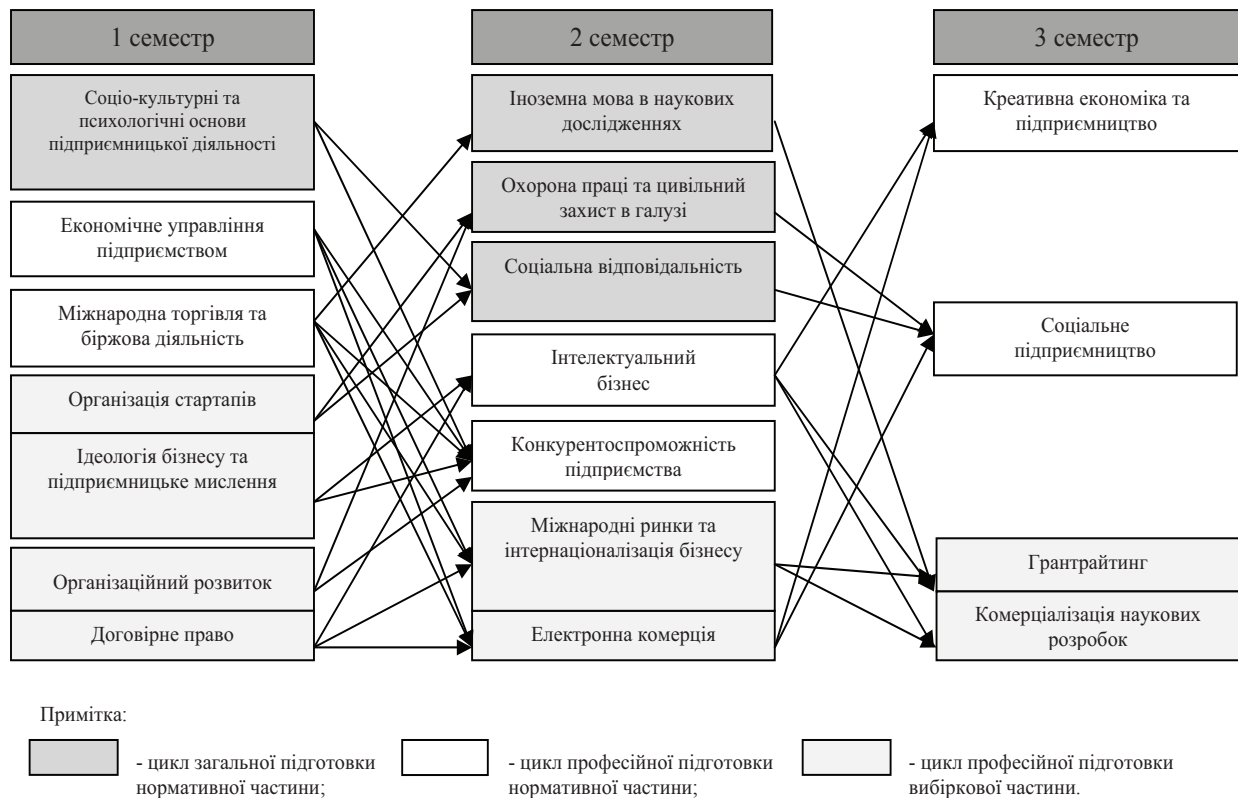 1 семестр
2 семестр
3 семестр
Соціо-культурні та
психологічні основи
підприємницької діяльності
Економічне управління
підприємством
Міжнародна торгівля та
біржова діяльність
Організація стартапів
Ідеологія бізнесу та
підприємницьке мислення
Організаційний розвиток
Договірне право
Іноземна мова в наукових
дослідженнях
Охорона праці та цивільний
захист в галузі
Соціальна відповідальність
Інтелектуальний
бізнес
Конкурентоспроможність
підприємства
Міжнародні ринки та
інтернаціоналізація бізнесу
Електронна комерція
Креативна економіка та
підприємництво
Соціальне
підприємництво
Грантрайтинг
Комерціалізація наукових
розробок
Примітка:
- цикл загальної підготовки
нормативної частини;
- цикл професійної підготовки
нормативної частини;
- цикл професійної підготовки
вибіркової частини.